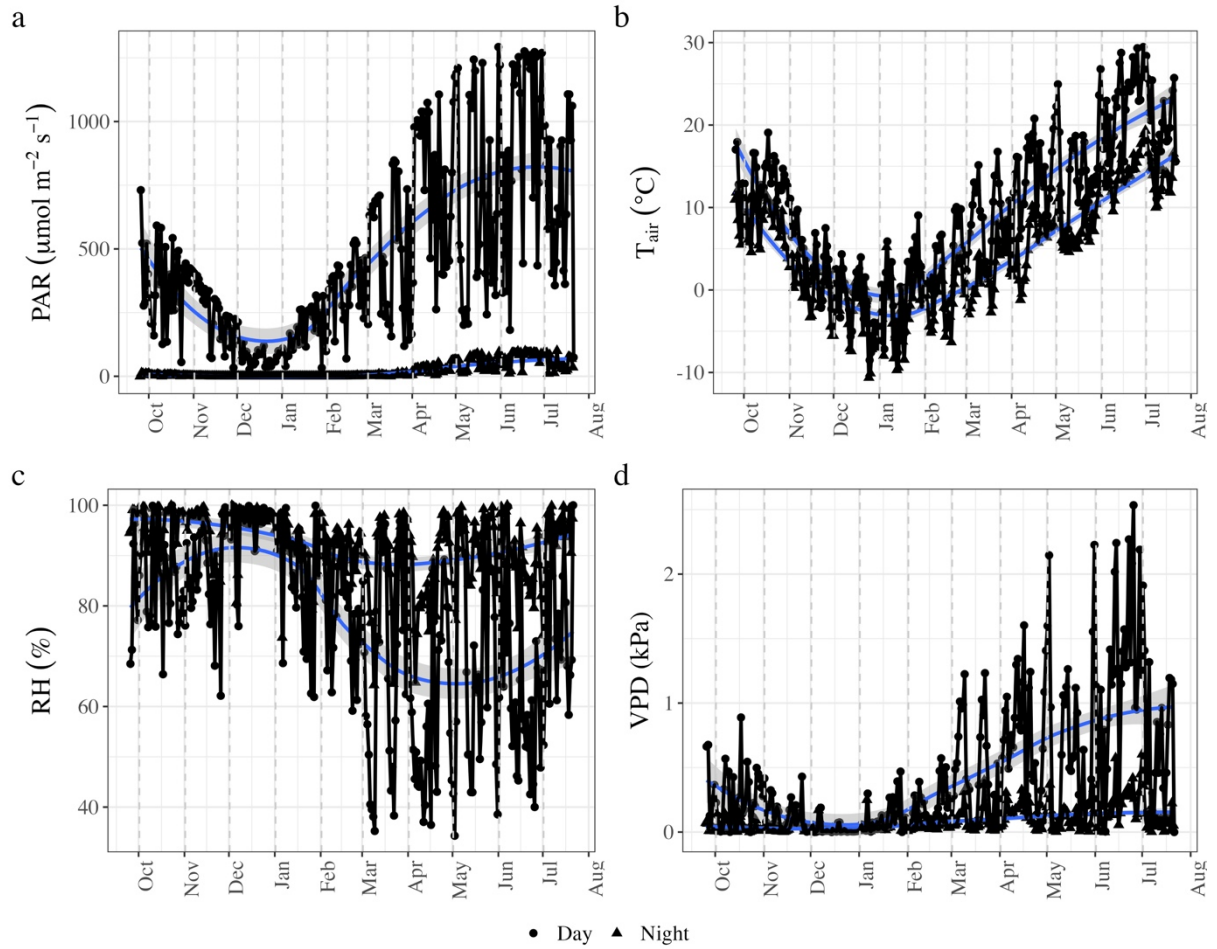 a
PAR (μmol m⁻² s⁻¹)
1000
500
0
Oct Nov Dec Jan Feb Mar Apr May Jun Jul Aug
b
T air (°C)
30
20
10
0
-10
Oct Nov Dec Jan Feb Mar Apr May Jun Jul Aug
c
RH (%)
100
80
60
40
Oct Nov Dec Jan Feb Mar Apr May Jun Jul Aug
d
VPD (kPa)
2
1
0
Oct Nov Dec Jan Feb Mar Apr May Jun Jul Aug
Day Night